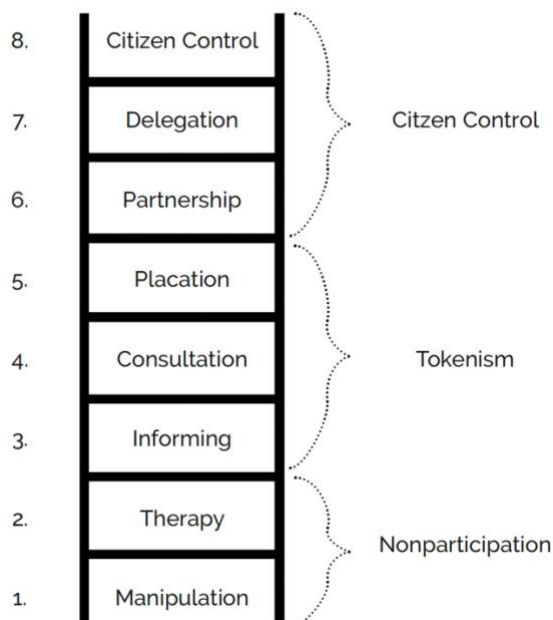 8. Citizen Control
7. Delegation
Citzen Control
6. Partnership
5. Placation
4. Consultation
Tokenism
3. Informing
2. Therapy
Nonparticipation
1. Manipulation